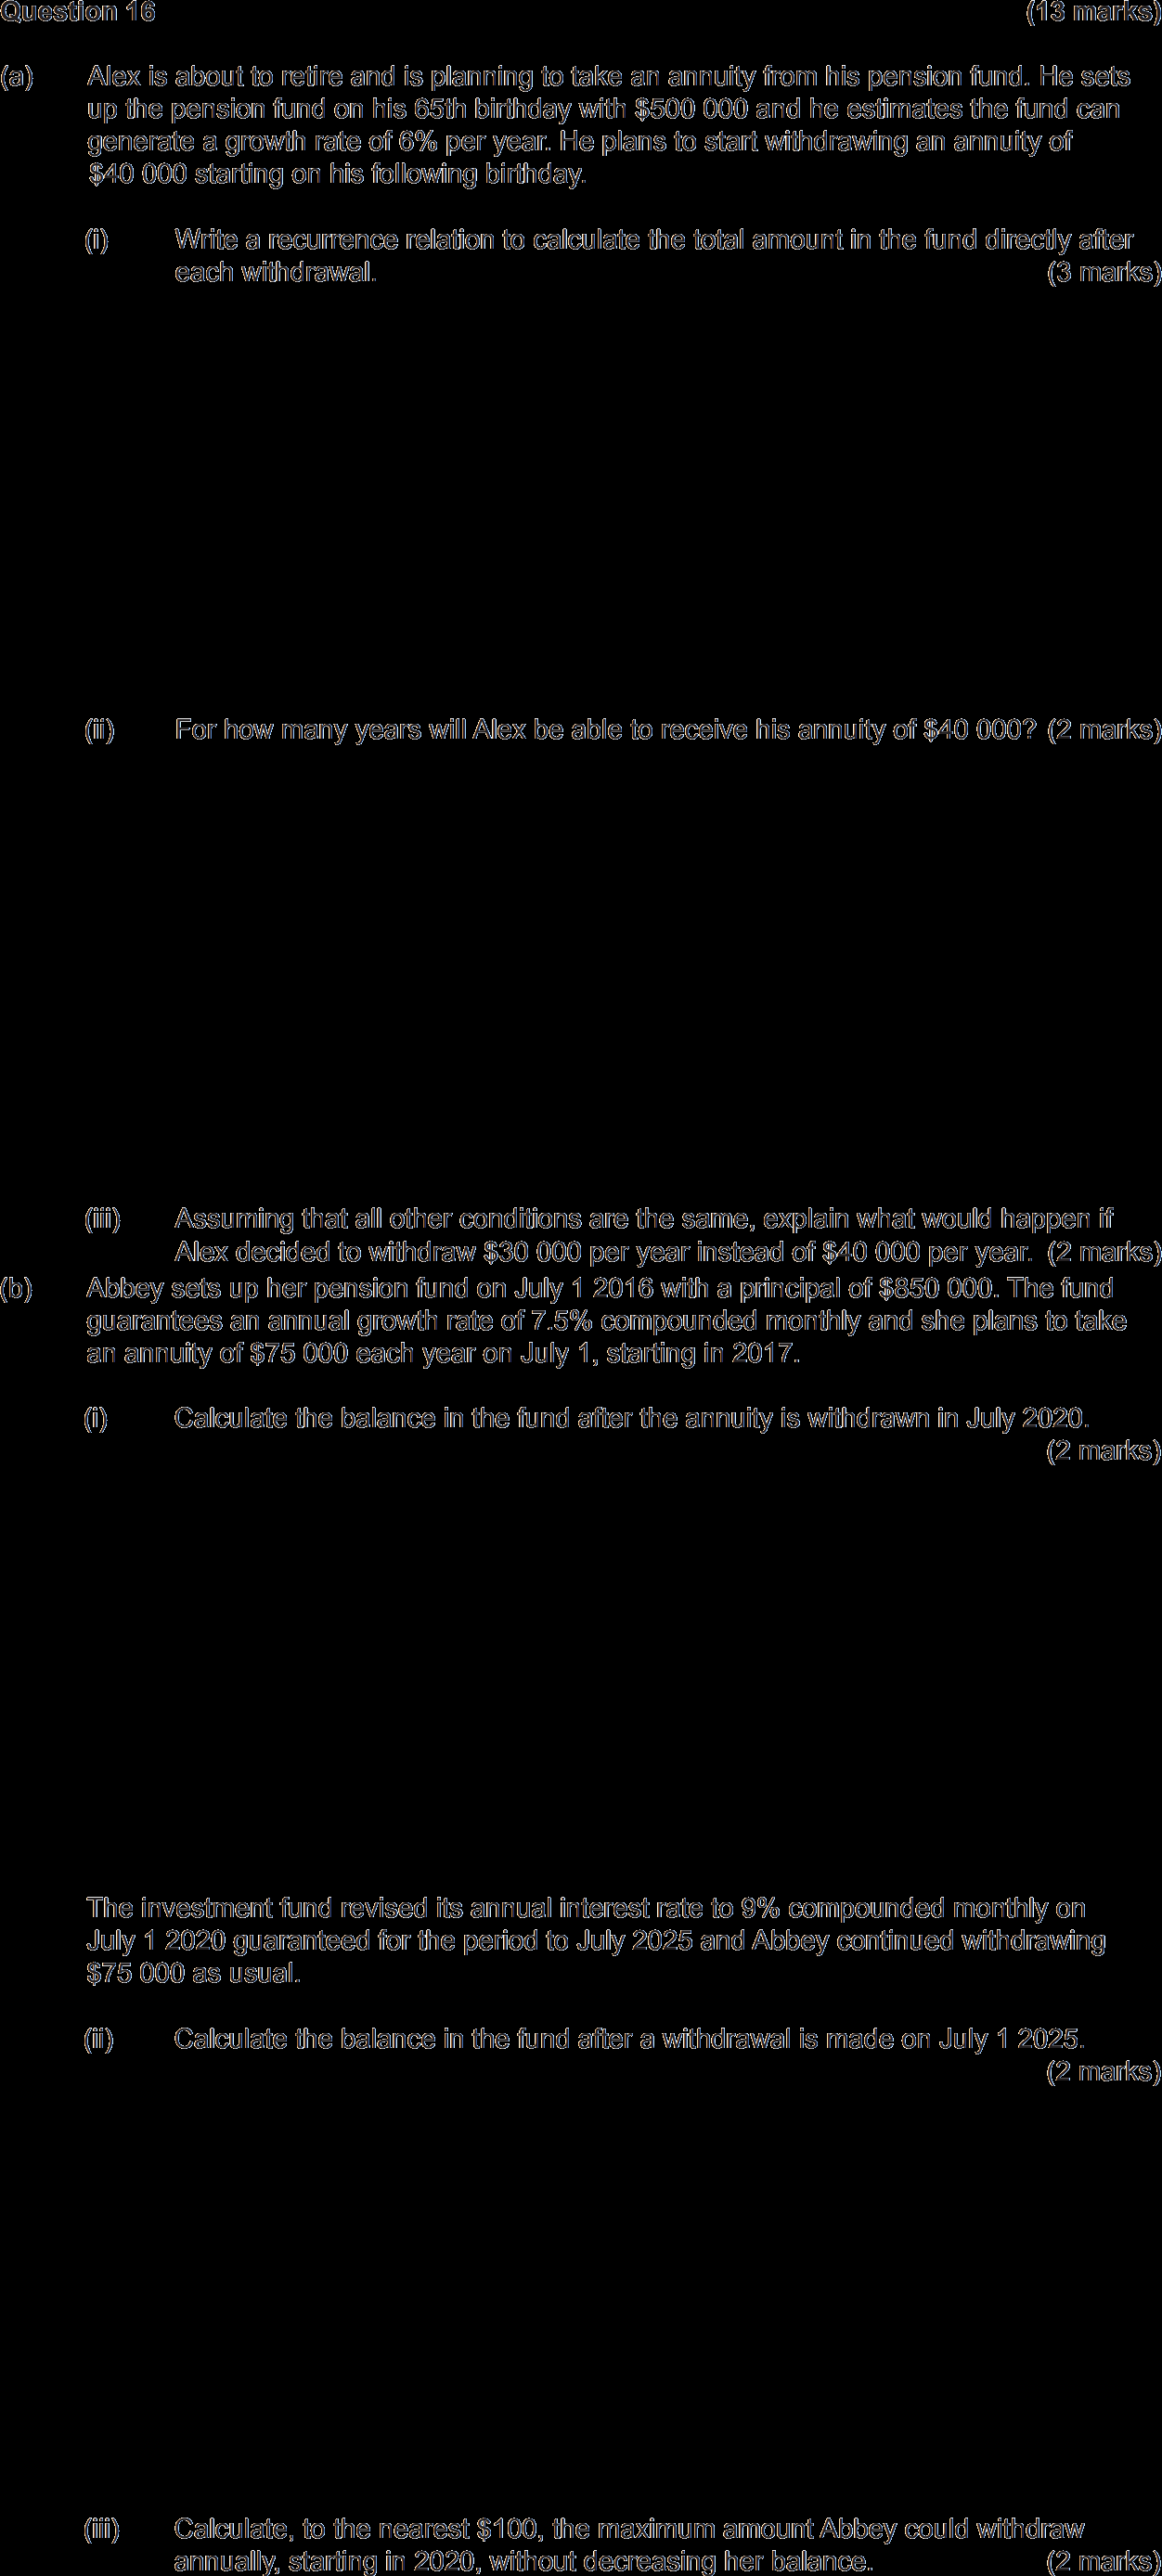 Question 16 (13 marks)
(a) Alex is about to retire and is planning to take an annuity from his pension fund. He sets
up the pension fund on his 65th birthday with $500 000 and he estimates the fund can
generate a growth rate of 6% per year. He plans to start withdrawing an annuity of
$40 000 starting on his following birthday.
(i) Write a recurrence relation to calculate the total amount in the fund directly after
each withdrawal. (3 marks)
(ii) For how many years will Alex be able to receive his annuity of $40 000? (2 marks)
(iii) Assuming that all other conditions are the same, explain what would happen if
Alex decided to withdraw $30 000 per year instead of $40 000 per year. (2 marks)
(b) Abbey sets up her pension fund on July 1 2016 with a principal of $850 000. The fund
guarantees an annual growth rate of 7.5% compounded monthly and she plans to take
an annuity of $75 000 each year on July 1, starting in 2017.
(i) Calculate the balance in the fund after the annuity is withdrawn in July 2020.
(2 marks)
The investment fund revised its annual interest rate to 9% compounded monthly on
July 1 2020 guaranteed for the period to July 2025 and Abbey continued withdrawing
$75 000 as usual.
(ii) Calculate the balance in the fund after a withdrawal is made on July 1 2025.
(2 marks)
(iii) Calculate, to the nearest $100, the maximum amount Abbey could withdraw
annually, starting in 2020, without decreasing her balance. (2 marks)